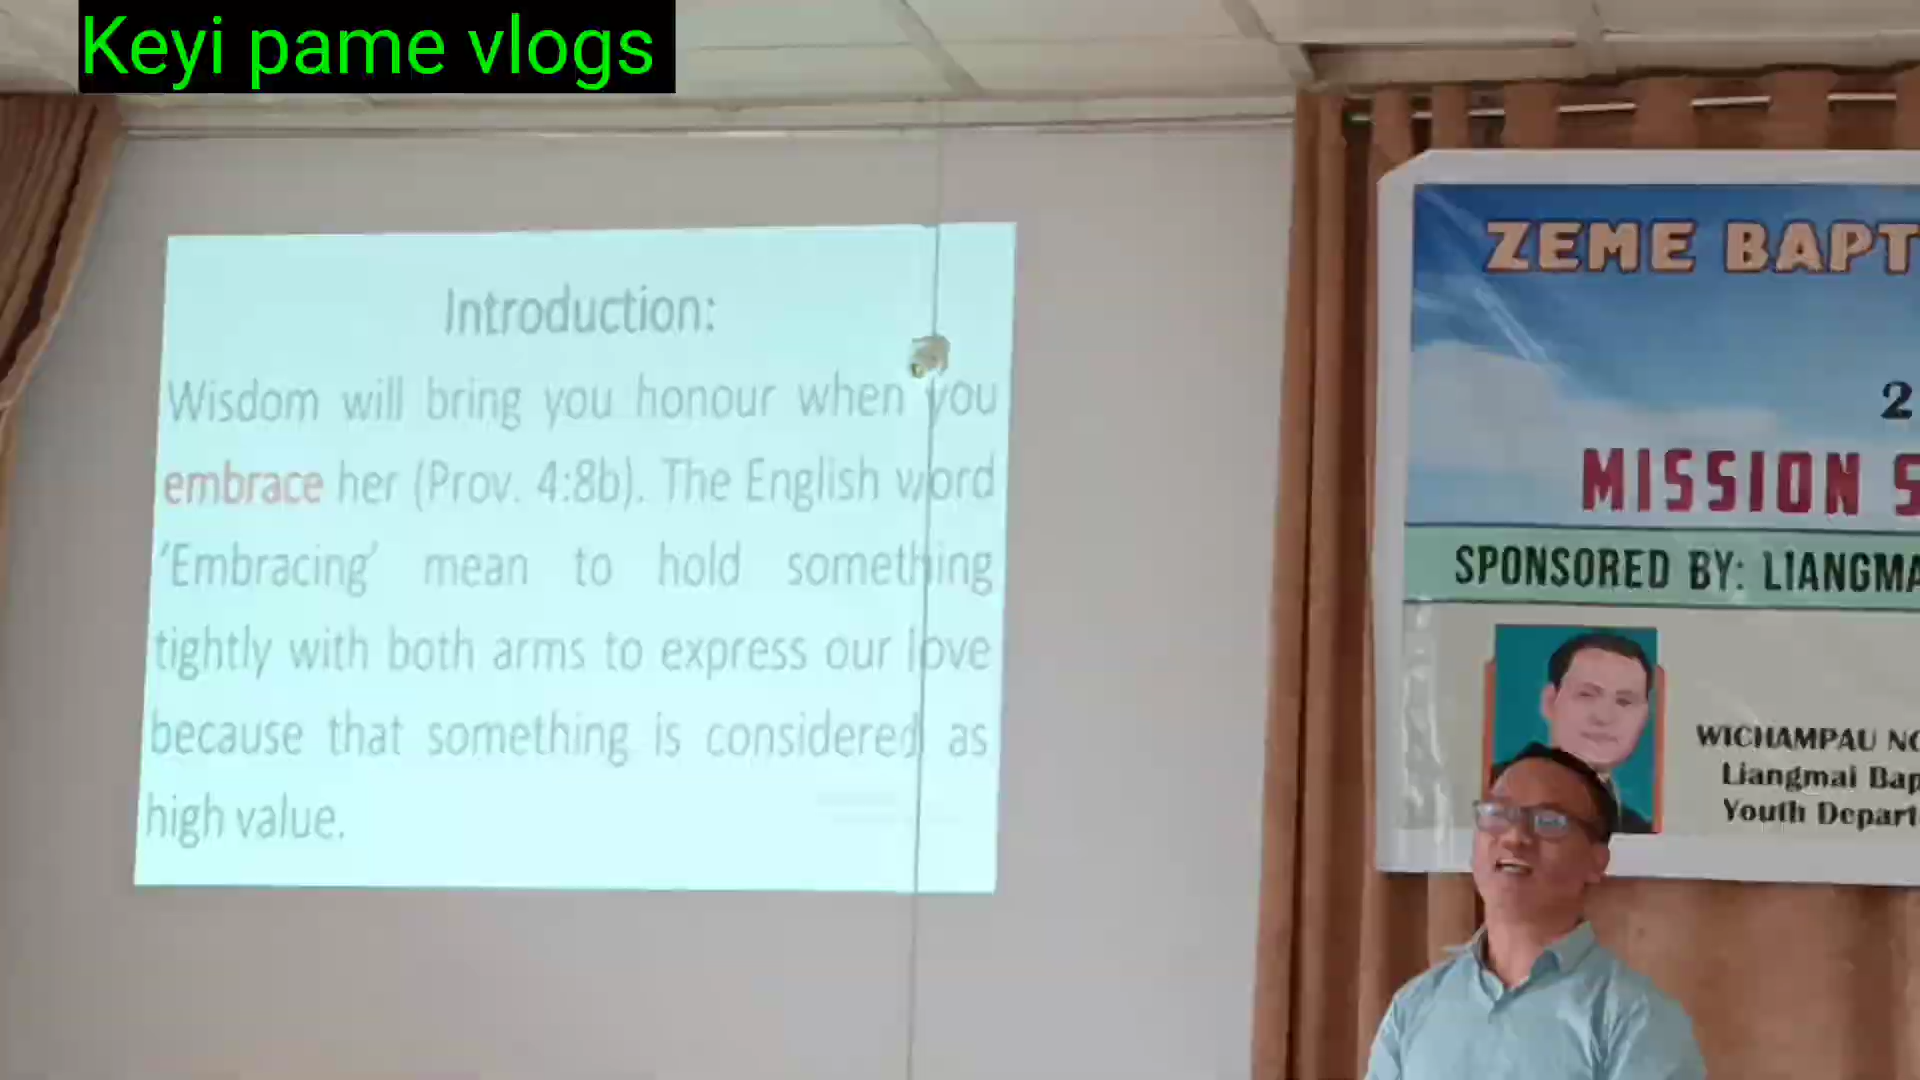 Keyi pame vlogs
Introduction:
Wisdom will bring you honour when you
embrace her (Prov. 4:8b). The English word
‘Embracing’ mean to hold something
tightly with both arms to express our love
because that something is considered as
high value.
ZEME BAPT
2
MISSION S
SPONSORED BY: LIANGMA
WICHAMPAU NG
Liangmai Bap
Youth Depart